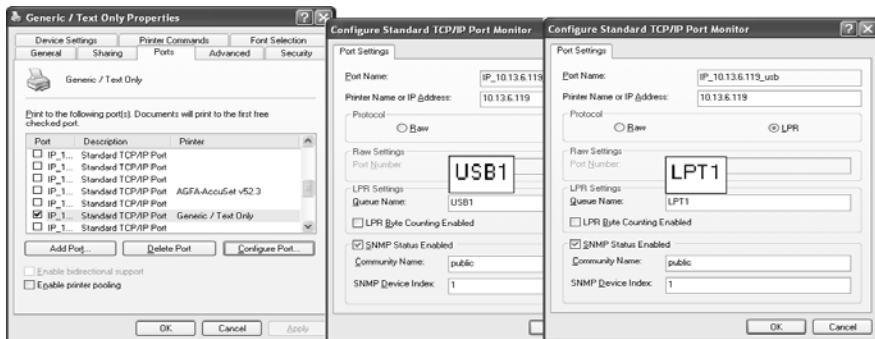 Generic / Text Only Properties
Device Settings Printer Commands Font Selection
General Sharing Ports Advanced Security
Generic / Text Only
Print to the following port(s). Documents will print to the first free
checked port.
Port Description Printer
IP_1... Standard TCP/IP Port
IP_1... Standard TCP/IP Port
IP_1... Standard TCP/IP Port
IP_1... Standard TCP/IP Port AGFA-AccuSet v52.3
IP_1... Standard TCP/IP Port
IP_1... Standard TCP/IP Port Generic / Text Only
Add Port... Delete Port Configure Port...
Enable bidirectional support
Enable printer pooling
OK Cancel Apply
Configure Standard TCP/IP Port Monitor
Port Settings
Port Name: IP_10.13.6.119
Printer Name or IP Address: 10.13.6.119
Protocol
Raw
Raw Settings
Port Number:
USB1
LPR Settings
Queue Name: USB1
LPR Byte Counting Enabled
SNMP Status Enabled
Community Name: public
SNMP Device Index: 1
Configure Standard TCP/IP Port Monitor
Port Settings
Port Name: IP_10.13.6.119_usb
Printer Name or IP Address: 10.13.6.119
Protocol
Raw LPR
Raw Settings
Port Number:
LPT1
LPR Settings
Queue Name: LPT1
LPR Byte Counting Enabled
SNMP Status Enabled
Community Name: public
SNMP Device Index: 1
OK Cancel